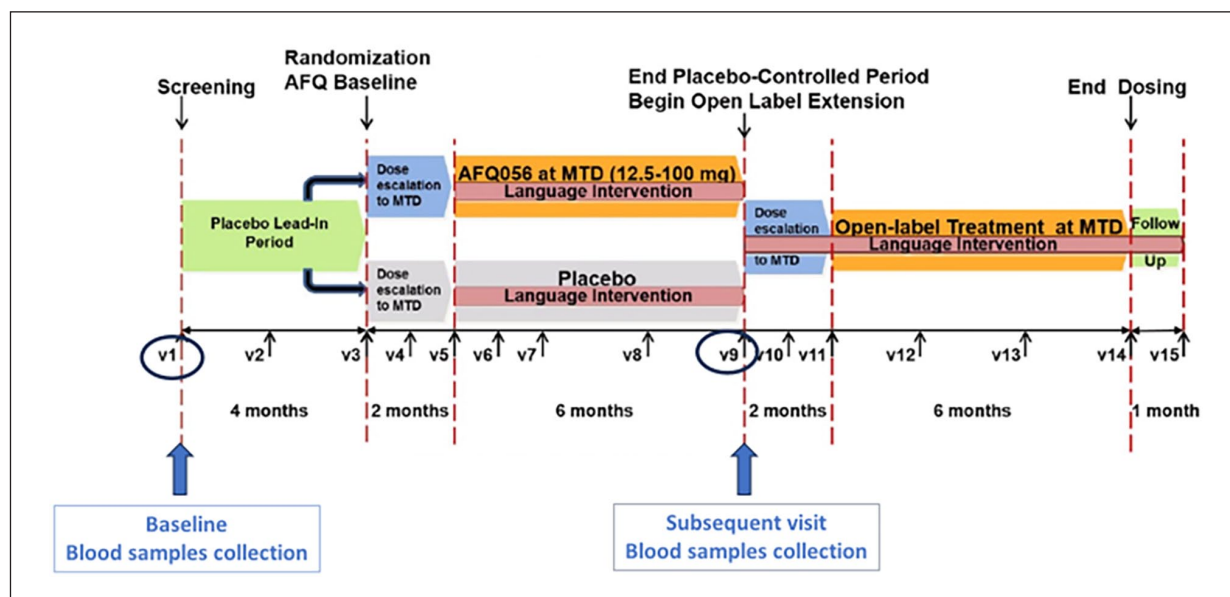 Screening
Randomization
AFQ Baseline
End Placebo-Controlled Period
Begin Open Label Extension
End Dosing
Placebo Lead-In
Period
Dose
escalation
to MTD
AFQ056 at MTD (12.5-100 mg)
Language Intervention
Dose
escalation
to MTD
Placebo
Language Intervention
Dose
escalation
to MTD
Open-label Treatment at MTD
Language Intervention
Follow
Up
v1 v2 v3 v4 v5 v6 v7 v8 v9 v10 v11 v12 v13 v14 v15
4 months 2 months 6 months 2 months 6 months 1 month
Baseline
Blood samples collection
Subsequent visit
Blood samples collection